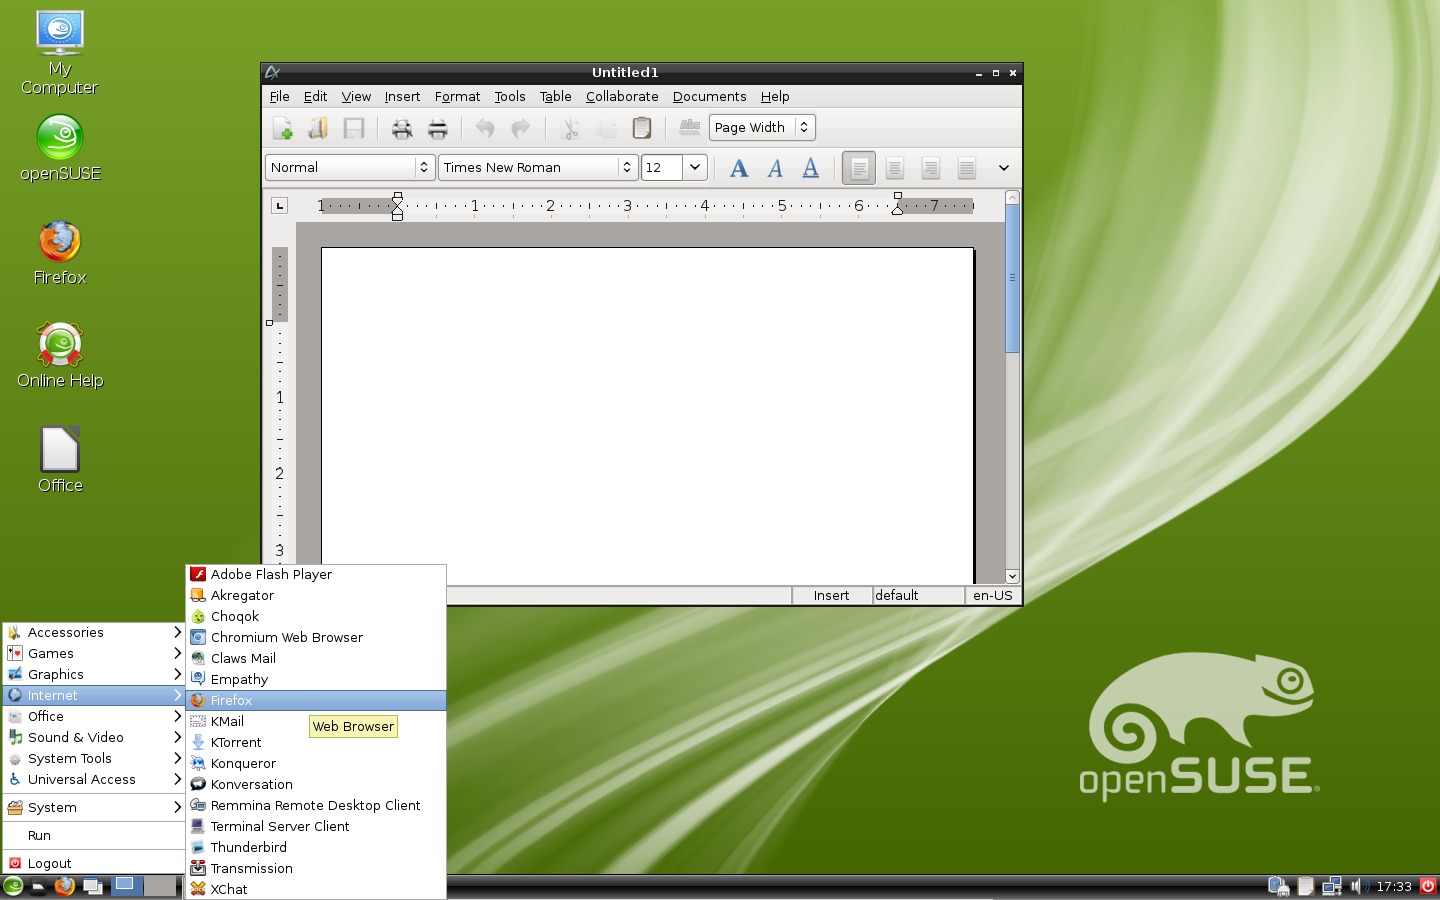 My
Computer
openSUSE
Firefox
Online Help
Office
Untitled1
File Edit View Insert Format Tools Table Collaborate Documents Help
Abc Page Width
Normal Times New Roman 12 A A A
1 1 2 3 4 5 6 7
1
2
3
Insert default en-US
Adobe Flash Player
Akregator
Choqok
Chromium Web Browser
Claws Mail
Empathy
Firefox
KMail
Web Browser
KTorrent
Konqueror
Konversation
Remmina Remote Desktop Client
Terminal Server Client
Thunderbird
Transmission
XChat
Accessories
Games
Graphics
Internet
Office
Sound & Video
System Tools
Universal Access
System
Run
Logout
openSUSE
17:33